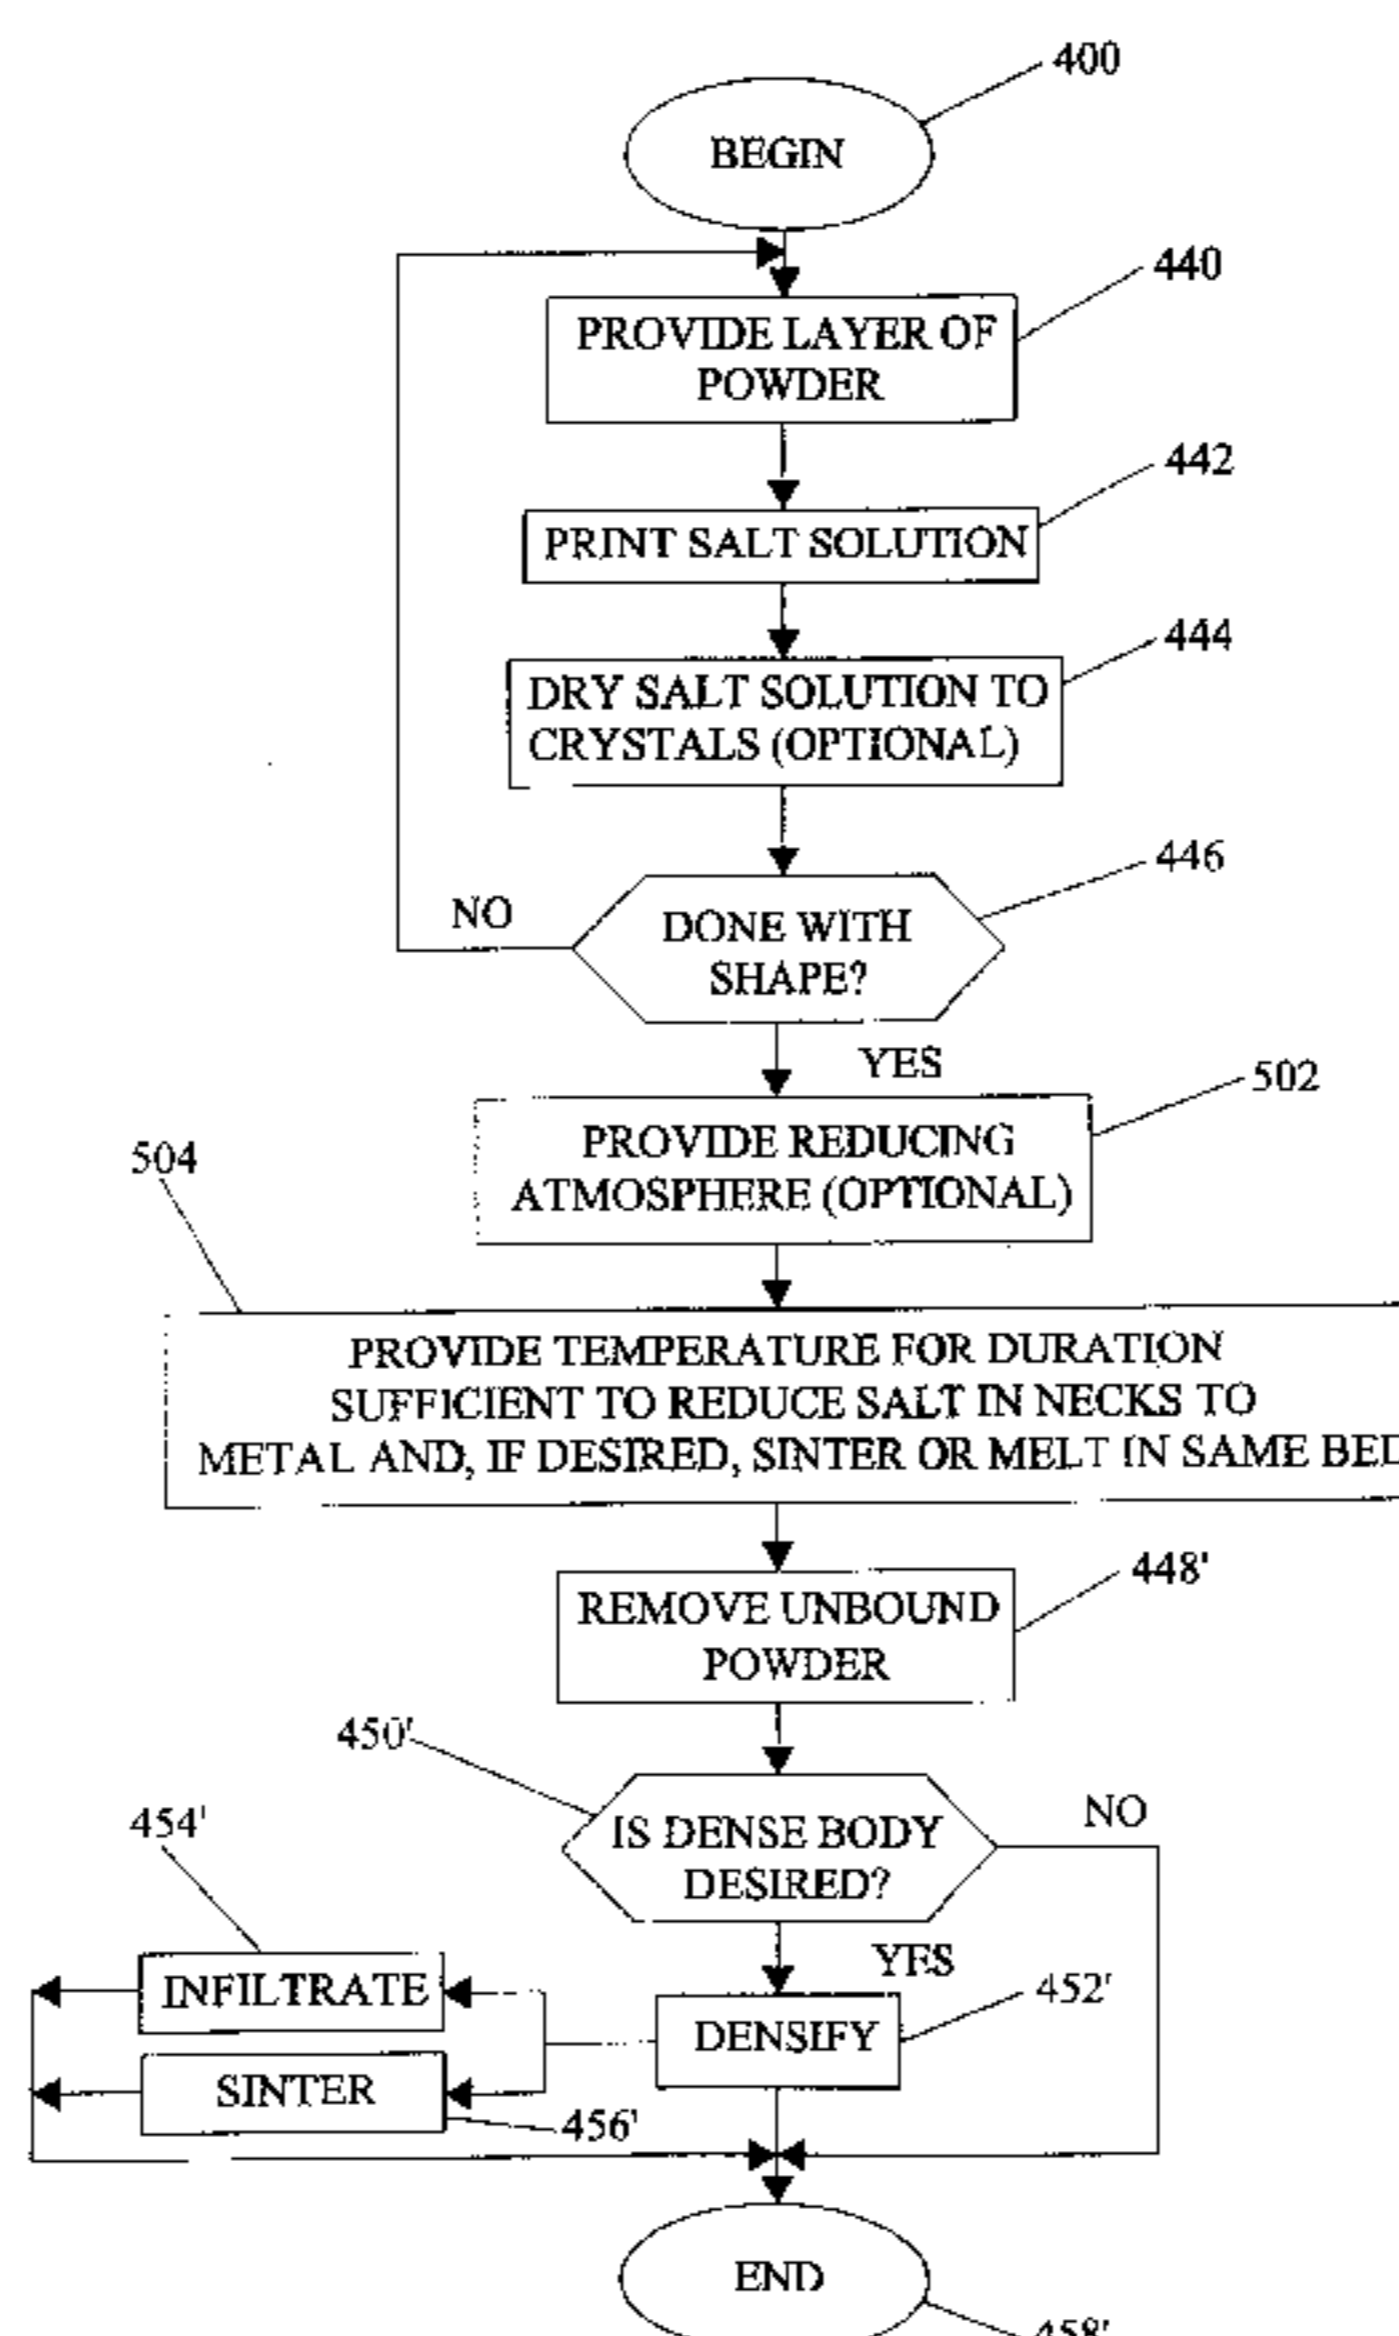 400
BEGIN
440
PROVIDE LAYER OF
POWDER
442
PRINT SALT SOLUTION
444
DRY SALT SOLUTION TO
CRYSTALS (OPTIONAL)
446
NO
DONE WITH
SHAPE?
YES
502
PROVIDE REDUCING
ATMOSPHERE (OPTIONAL)
504
PROVIDE TEMPERATURE FOR DURATION
SUFFICIENT TO REDUCE SALT IN NECKS TO
METAL AND, IF DESIRED, SINTER OR MELT IN SAME BED
448'
REMOVE UNBOUND
POWDER
450'
IS DENSE BODY
DESIRED?
NO
YES
454'
INFILTRATE
452'
DENSIFY
SINTER
456'
END
458'